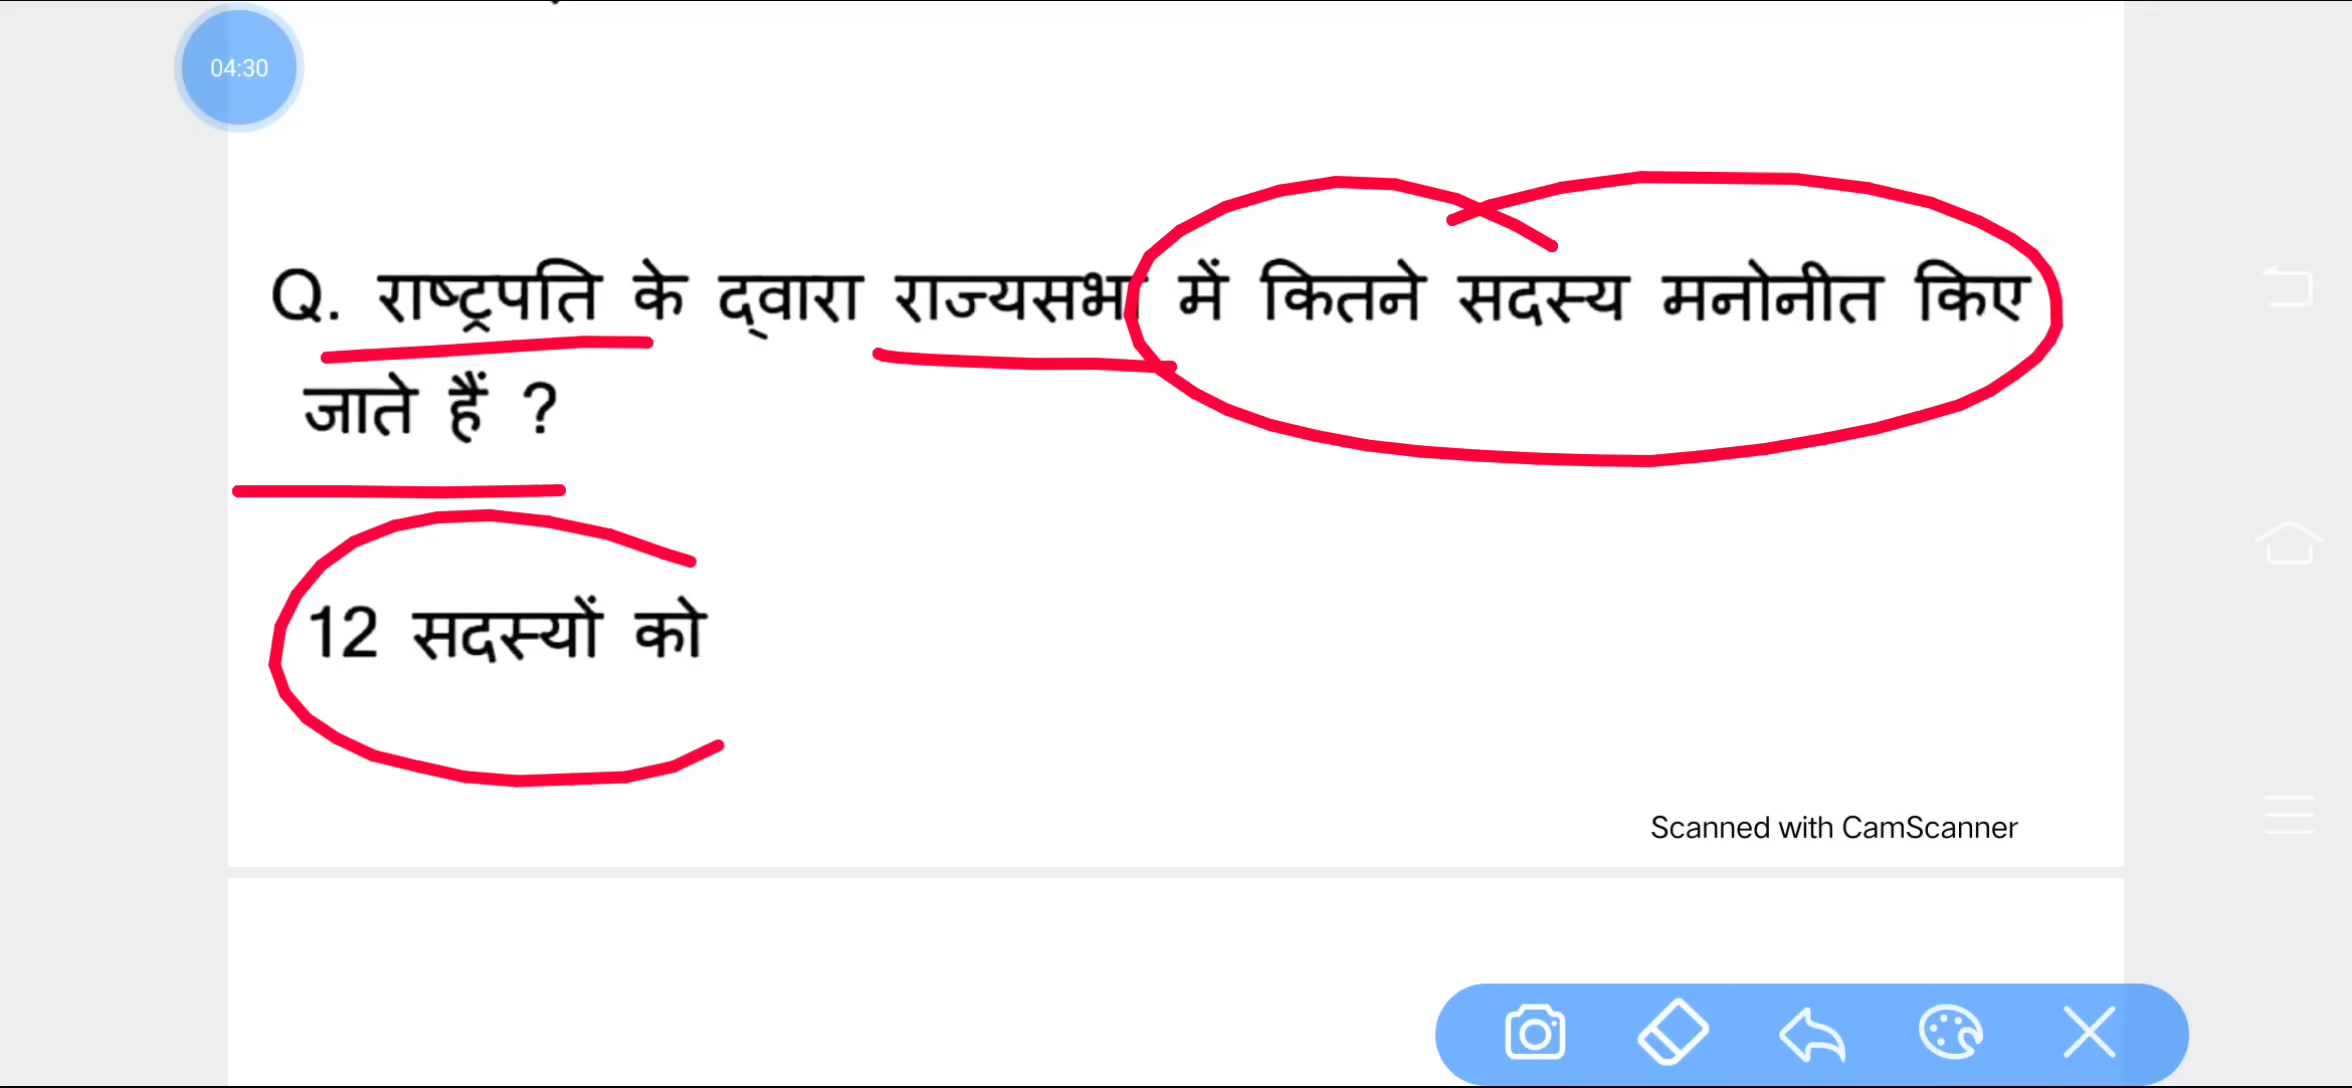 04:30
Q. राष्ट्रपति के द्वारा राज्यसभा में कितने सदस्य मनोनीत किए
जाते हैं ?
12 सदस्यों को
Scanned with CamScanner